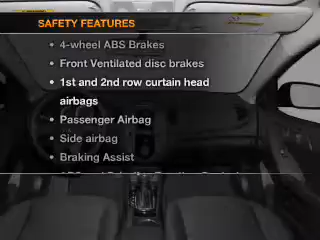 SAFETY FEATURES
• 4-wheel ABS Brakes
• Front Ventilated disc brakes
• 1st and 2nd row curtain head
airbags
• Passenger Airbag
• Side airbag
• Braking Assist